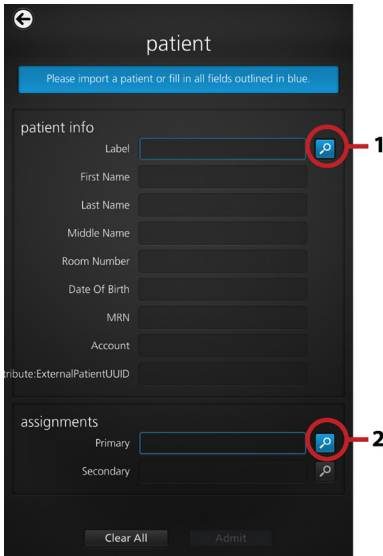 patient
Please import a patient or fill in all fields outlined in blue.
patient info
Label
1
First Name
Last Name
Middle Name
Room Number
Date Of Birth
MRN
Account
tribute:ExternalPatientUUID
assignments
Primary
2
Secondary
Clear All
Admit